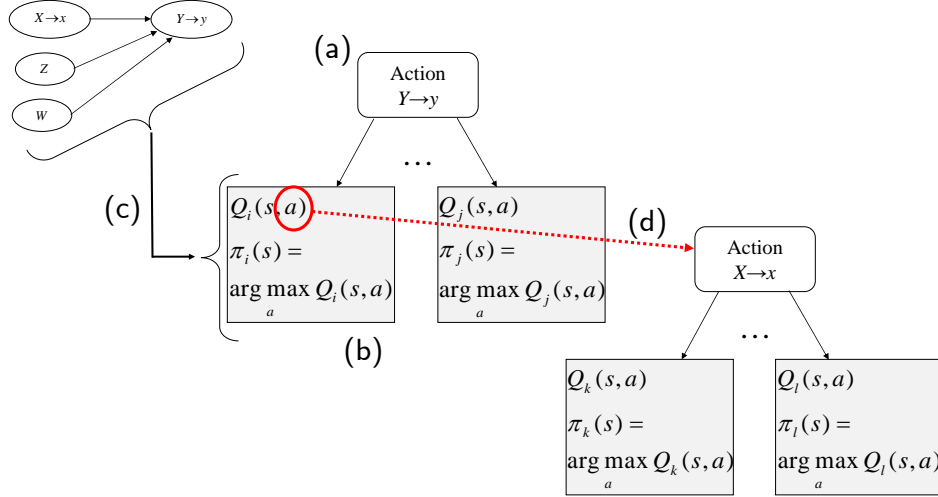 X→x
Y→y
Z
W
(a)
Action
Y→y
...
(c)
Q_i(s,a)
π_i(s) =
arg max Q_i(s,a)
a
Q_j(s,a)
π_j(s) =
arg max Q_j(s,a)
a
(b)
(d)
Action
X→x
...
Q_k(s,a)
π_k(s) =
arg max Q_k(s,a)
a
Q_l(s,a)
π_l(s) =
arg max Q_l(s,a)
a